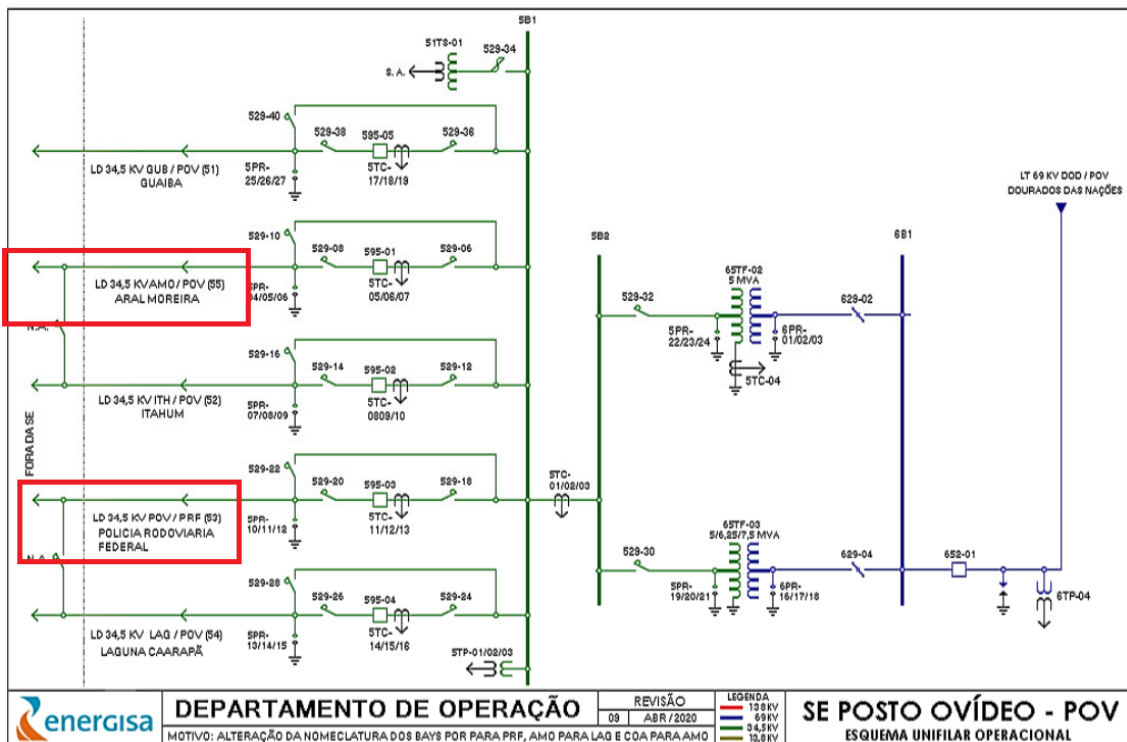 5B1
51TS-01
529-34
S. A.
529-40
529-38
595-05
529-36
LD 34,5 KV GUB / POV (51)
GUAIBA
5PR-
25/26/27
5TC-
17/18/19
LT 69 KV DOD / POV
DOURADOS DAS NAÇÕES
529-10
529-08
595-01
529-06
5B2
6B1
LD 34,5 KV AMO / POV (55)
ARAL MOREIRA
5PR-
04/05/06
5TC-
05/06/07
65TF-02
5 MVA
529-32
629-02
N.A.
5PR-
22/23/24
6PR-
01/02/03
5TC-04
529-16
529-14
595-02
529-12
LD 34,5 KV ITH / POV (52)
ITAHUM
5PR-
07/08/09
5TC-
0809/10
FORA DA SE
529-22
529-20
595-03
529-18
5TC-
01/02/03
LD 34,5 KV POV / PRF (53)
POLICIA RODOVIARIA
FEDERAL
5PR-
10/11/12
5TC-
11/12/13
65TF-03
5/6,25/7,5 MVA
529-30
629-04
652-01
N.A.
5PR-
19/20/21
6PR-
16/17/18
6TP-04
529-28
529-26
595-04
529-24
LD 34,5 KV LAG / POV (54)
LAGUNA CAARAPÃ
5PR-
13/14/15
5TC-
14/15/16
5TP-01/02/03
energisa
DEPARTAMENTO DE OPERAÇÃO
REVISÃO
09
ABR / 2020
MOTIVO: ALTERAÇÃO DA NOMECLATURA DOS BAYS POR PARA PRF, AMO PARA LAG E COA PARA AMO
LEGENDA
138KV
69KV
34,5KV
13,8KV
SE POSTO OVÍDEO - POV
ESQUEMA UNIFILAR OPERACIONAL